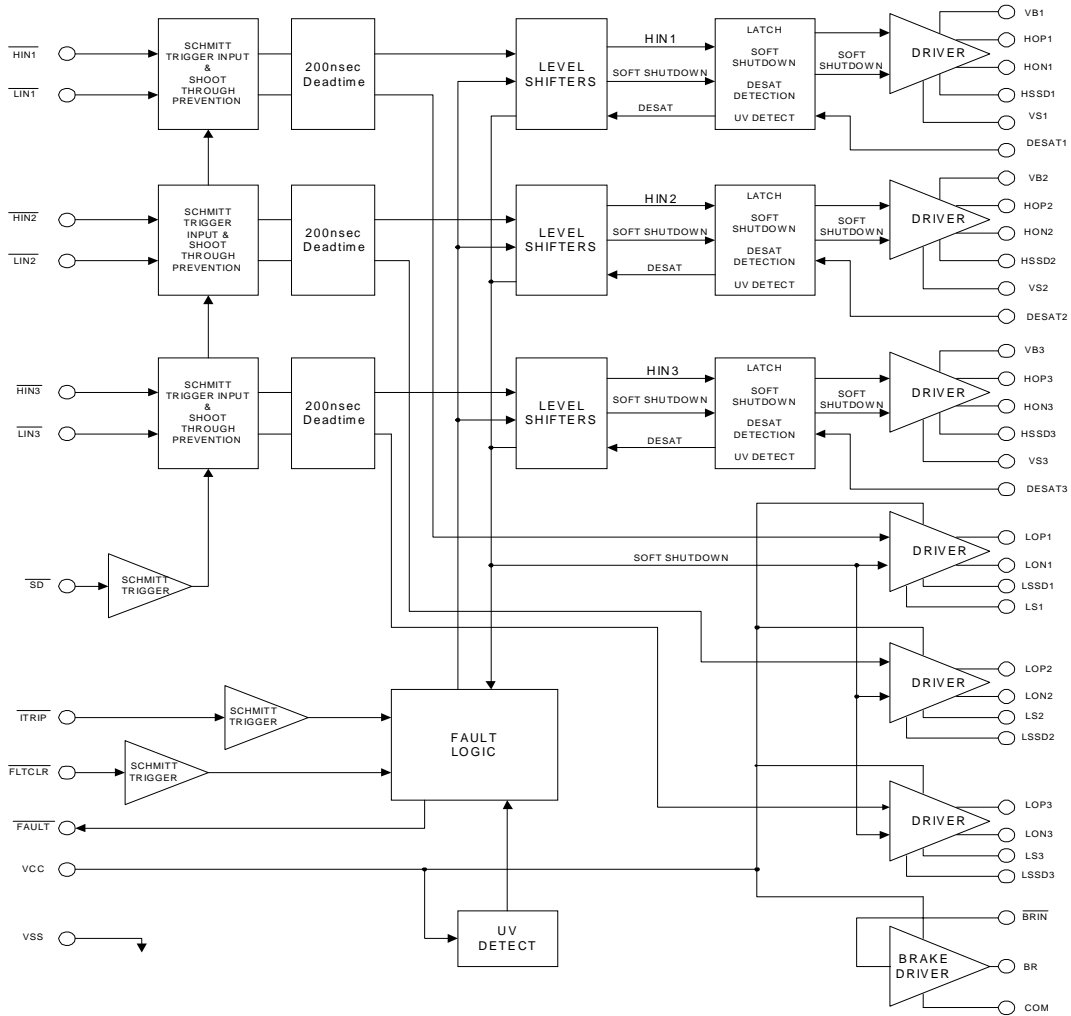 HIN1
LIN1
SCHMITT
TRIGGER INPUT
&
SHOOT
THROUGH
PREVENTION
200nsec
Deadtime
LEVEL
SHIFTERS
HIN1
SOFT SHUTDOWN
DESAT
LATCH
SOFT
SHUTDOWN
DESAT
DETECTION
UV DETECT
SOFT
SHUTDOWN
DRIVER
VB1
HOP1
HON1
HSSD1
VS1
DESAT1
HIN2
LIN2
SCHMITT
TRIGGER
INPUT &
SHOOT
THROUGH
PREVENTION
200nsec
Deadtime
LEVEL
SHIFTERS
HIN2
SOFT SHUTDOWN
DESAT
LATCH
SOFT
SHUTDOWN
DESAT
DETECTION
UV DETECT
SOFT
SHUTDOWN
DRIVER
VB2
HOP2
HON2
HSSD2
VS2
DESAT2
HIN3
LIN3
SCHMITT
TRIGGER INPUT
&
SHOOT
THROUGH
PREVENTION
200nsec
Deadtime
LEVEL
SHIFTERS
HIN3
SOFT SHUTDOWN
DESAT
LATCH
SOFT
SHUTDOWN
DESAT
DETECTION
UV DETECT
SOFT
SHUTDOWN
DRIVER
VB3
HOP3
HON3
HSSD3
VS3
DESAT3
SD
SCHMITT
TRIGGER
SOFT SHUTDOWN
DRIVER
LOP1
LON1
LSSD1
LS1
DRIVER
LOP2
LON2
LS2
LSSD2
ITRIP
SCHMITT
TRIGGER
FLTCLR
SCHMITT
TRIGGER
FAULT
LOGIC
FAULT
DRIVER
LOP3
LON3
LS3
LSSD3
VCC
VSS
UV
DETECT
BRAKE
DRIVER
BRIN
BR
COM